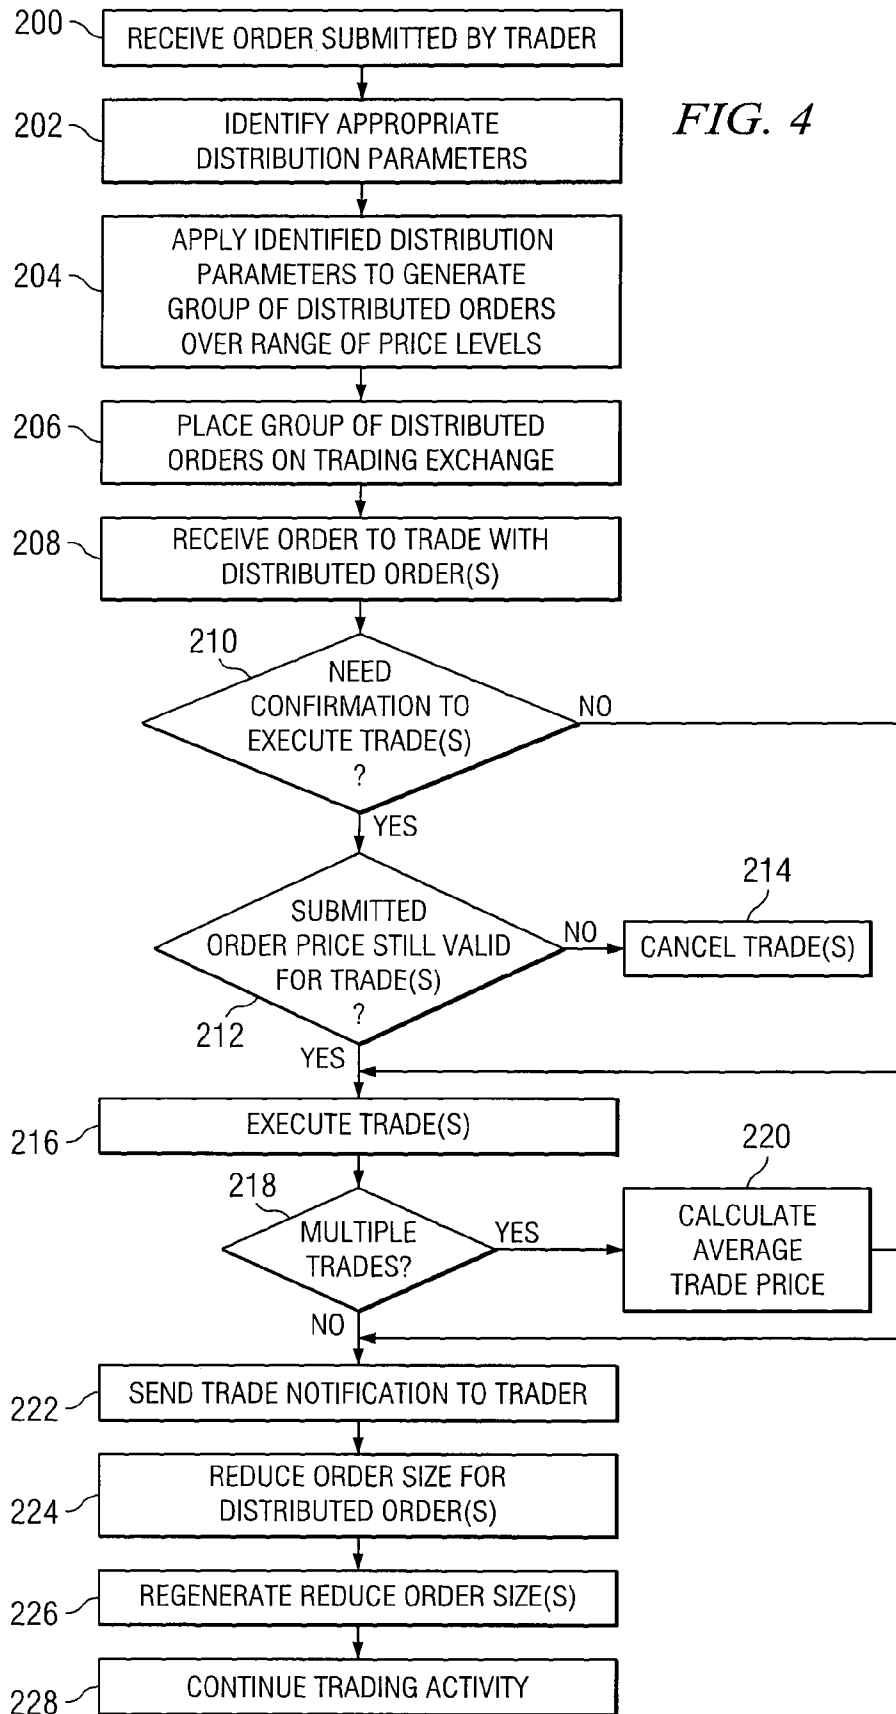 200
RECEIVE ORDER SUBMITTED BY TRADER
FIG. 4
202
IDENTIFY APPROPRIATE
DISTRIBUTION PARAMETERS
204
APPLY IDENTIFIED DISTRIBUTION
PARAMETERS TO GENERATE
GROUP OF DISTRIBUTED ORDERS
OVER RANGE OF PRICE LEVELS
206
PLACE GROUP OF DISTRIBUTED
ORDERS ON TRADING EXCHANGE
208
RECEIVE ORDER TO TRADE WITH
DISTRIBUTED ORDER(S)
210
NEED
CONFIRMATION TO
EXECUTE TRADE(S)
?
NO
YES
212
SUBMITTED
ORDER PRICE STILL VALID
FOR TRADE(S)
?
NO
214
CANCEL TRADE(S)
YES
216
EXECUTE TRADE(S)
218
MULTIPLE
TRADES?
YES
220
CALCULATE
AVERAGE
TRADE PRICE
NO
222
SEND TRADE NOTIFICATION TO TRADER
224
REDUCE ORDER SIZE FOR
DISTRIBUTED ORDER(S)
226
REGENERATE REDUCE ORDER SIZE(S)
228
CONTINUE TRADING ACTIVITY